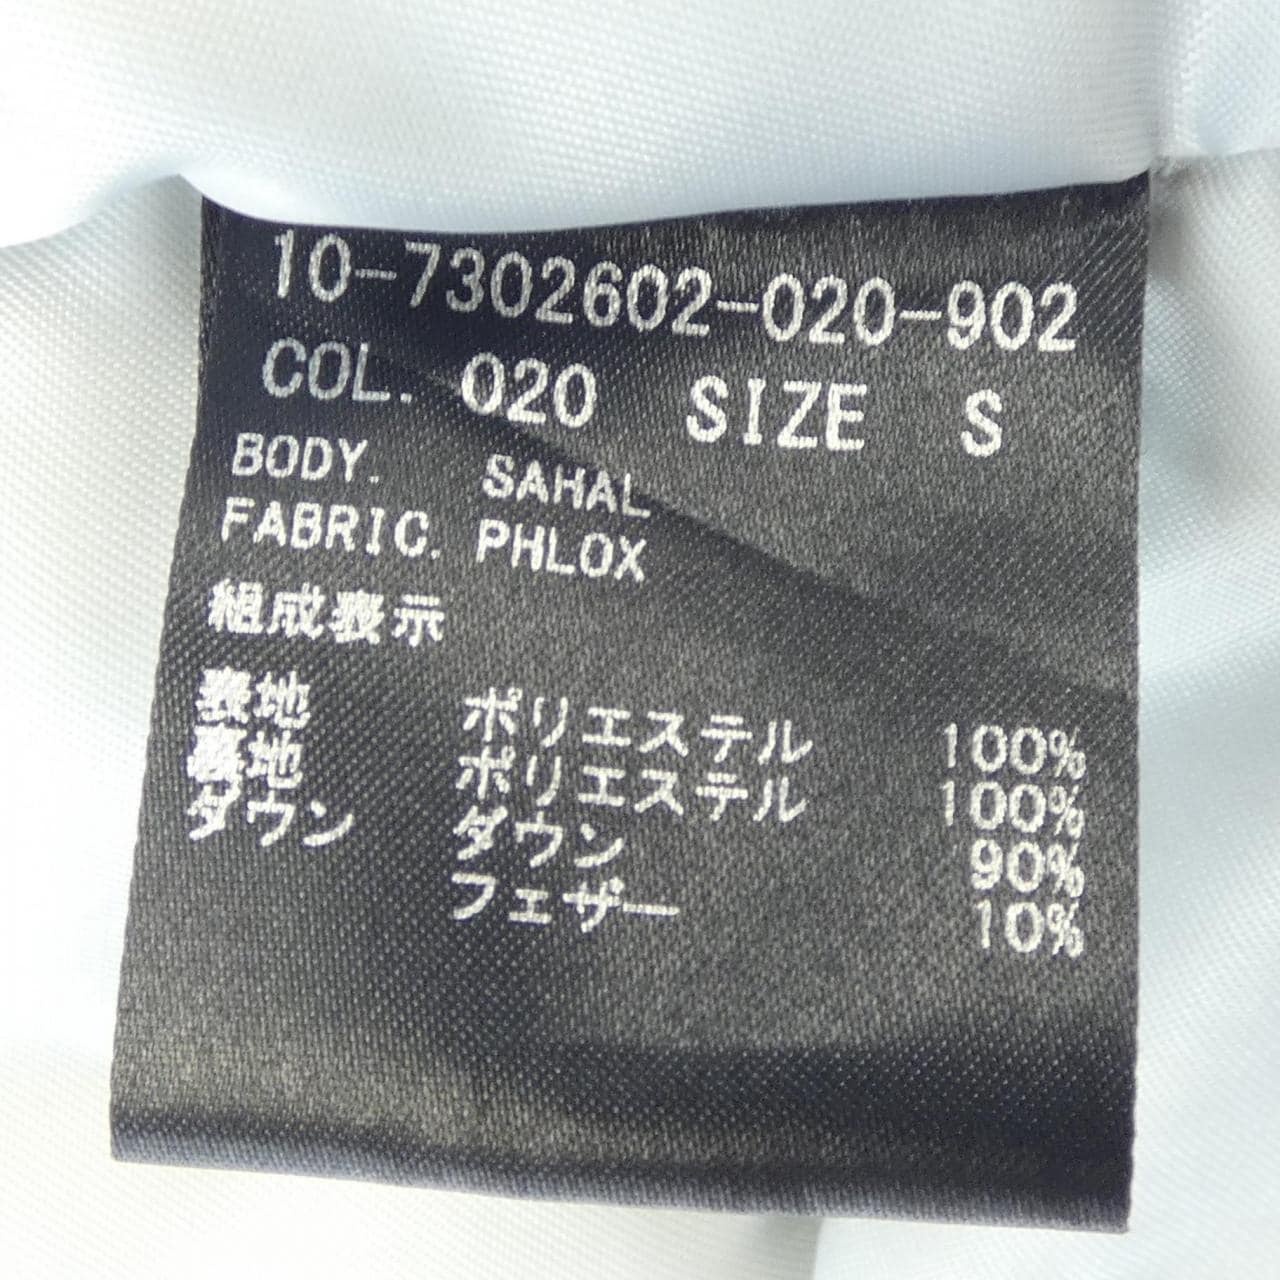 10-7302602-020-902
COL. 020 SIZE S
BODY. SAHAL
FABRIC. PHLOX
組成表示
表地 ポリエステル 100%
裏地 ポリエステル 100%
ダウン ダウン 90%
フェザー 10%